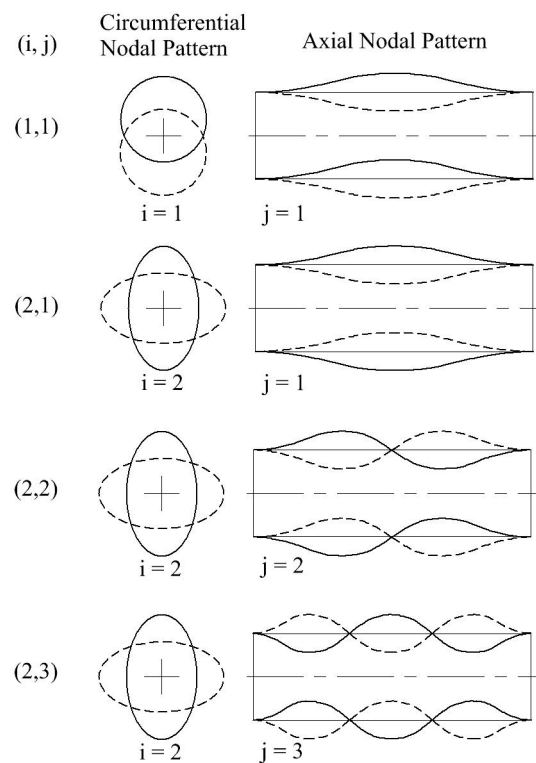 (i, j)
Circumferential
Nodal Pattern
Axial Nodal Pattern
(1,1)
i = 1
j = 1
(2,1)
i = 2
j = 1
(2,2)
i = 2
j = 2
(2,3)
i = 2
j = 3